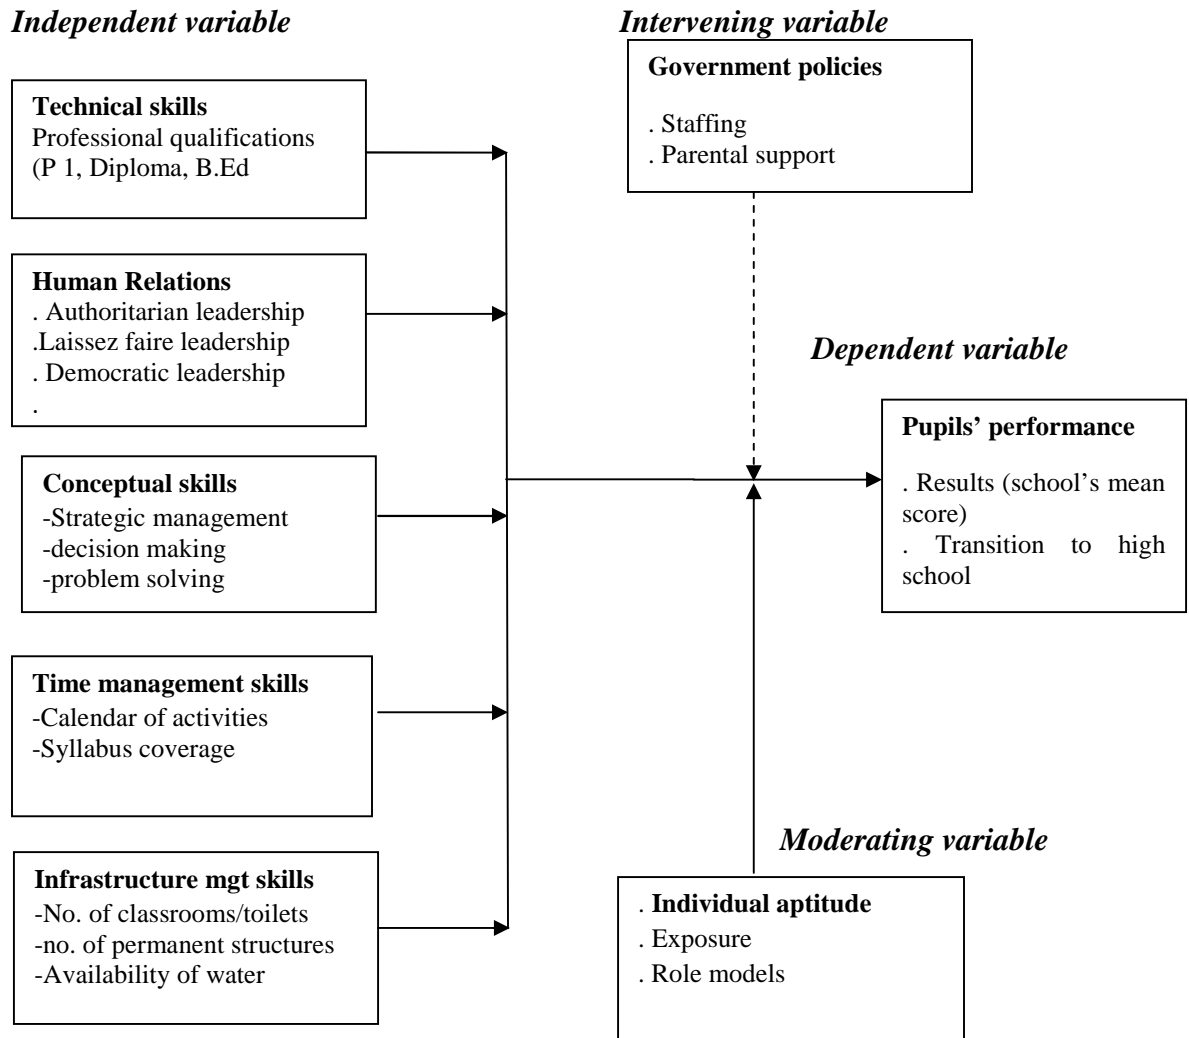 Independent variable
Technical skills
Professional qualifications
(P 1, Diploma, B.Ed
Human Relations
. Authoritarian leadership
.Laissez faire leadership
. Democratic leadership
.
Conceptual skills
-Strategic management
-decision making
-problem solving
Time management skills
-Calendar of activities
-Syllabus coverage
Infrastructure mgt skills
-No. of classrooms/toilets
-no. of permanent structures
-Availability of water
Intervening variable
Government policies
. Staffing
. Parental support
Dependent variable
Pupils’ performance
. Results (school’s mean
score)
. Transition to high
school
Moderating variable
. Individual aptitude
. Exposure
. Role models